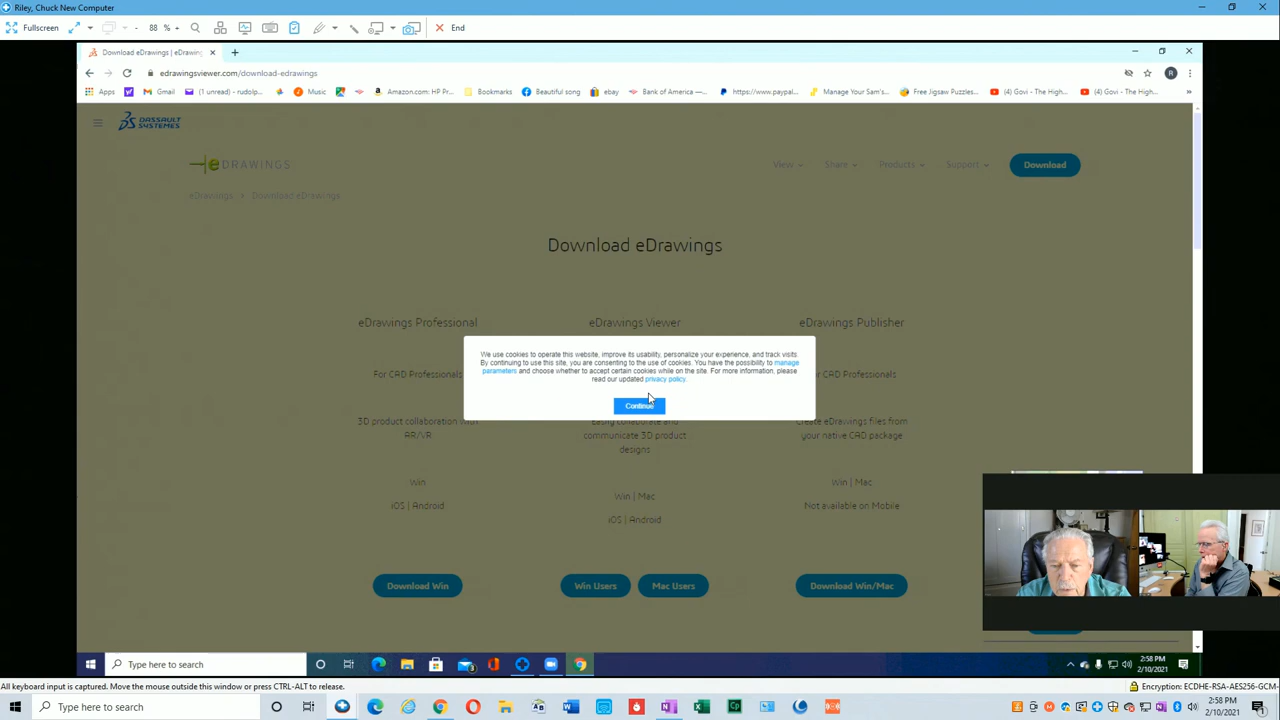 Riley, Chuck New Computer
Fullscreen - 88 % + End
Download eDrawings | eDrawing
edrawingsviewer.com/download-edrawings R
Apps Gmail (1 unread) - rudolp... Music Amazon.com: HP Pr... Bookmarks Beautiful song ebay Bank of America —... https://www.paypal... Manage Your Sam's... Free Jigsaw Puzzles... (4) Govi - The High... (4) Govi - The High... »
DASSAULT
SYSTEMES
eDRAWINGS View Share Products Support Download
eDrawings > Download eDrawings
Download eDrawings
eDrawings Professional eDrawings Viewer eDrawings Publisher
We use cookies to operate this website, improve its usability, personalize your experience, and track visits.
By continuing to use this site, you are consenting to the use of cookies. You have the possibility to manage
parameters and choose whether to accept certain cookies while on the site. For more information, please
read our updated privacy policy.
Continue
For CAD Professionals For CAD Professionals
3D product collaboration with
AR/VR
Easily collaborate and
communicate 3D product
designs
Create eDrawings files from
your native CAD package
Win
iOS | Android
Win | Mac
iOS | Android
Win | Mac
Not available on Mobile
Download Win Win Users Mac Users Download Win/Mac
Type here to search 3 2:58 PM
2/10/2021
All keyboard input is captured. Move the mouse outside this window or press CTRL-ALT to release. Encryption: ECDHE-RSA-AES256-GCM-
Type here to search 2:58 PM
2/10/2021